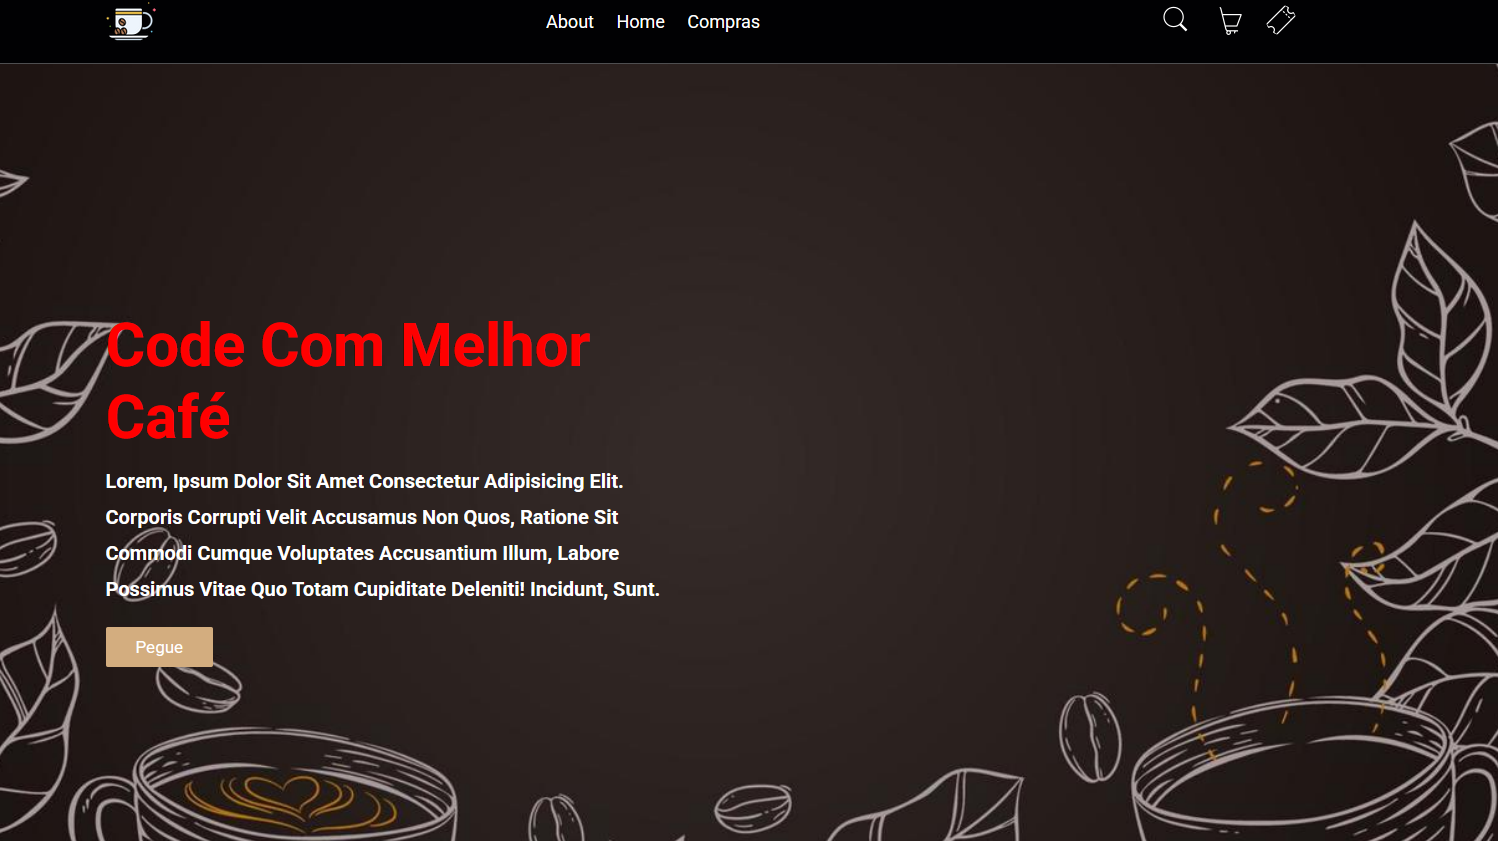 About Home Compras
Code Com Melhor
Café
Lorem, Ipsum Dolor Sit Amet Consectetur Adipisicing Elit.
Corporis Corrupti Velit Accusamus Non Quos, Ratione Sit
Commodi Cumque Voluptates Accusantium Illum, Labore
Possimus Vitae Quo Totam Cupiditate Deleniti! Incidunt, Sunt.
Pegue